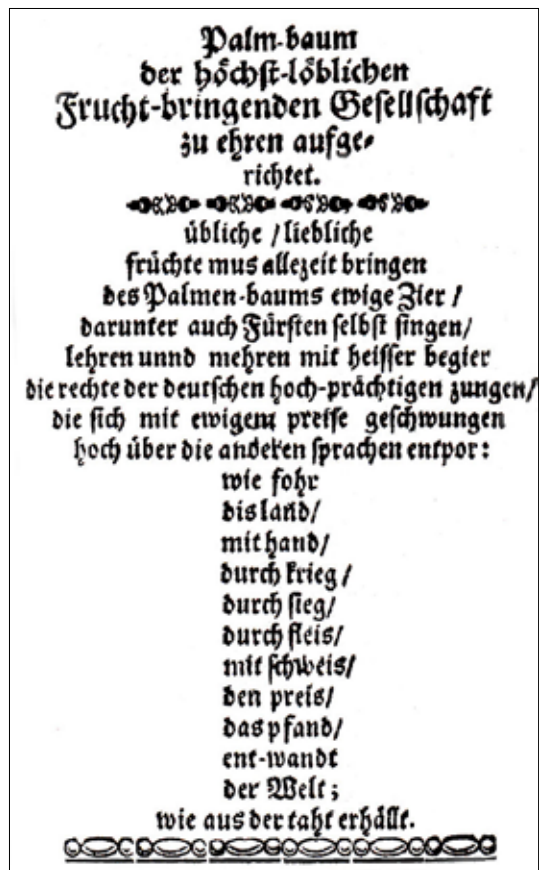 Palm-baum
der höchst-löblichen
Frucht-bringenden Gesellschaft
zu ehren aufge-
richtet.
übliche / liebliche
früchte mus allezeit bringen
des Palmen-baums ewige Zier /
darunter auch Fürsten selbst singen/
lehren unnd mehren mit heisser begier
die rechte der deutschen hoch-prächtigen zungen/
die sich mit ewigem preise geschwungen
hoch über die anderen sprachen entpor:
wie fohr
dis land/
mit hand/
durch krieg/
durch sieg/
durch fleis/
mit schweis/
den preis/
das pfand/
ent-wandt
der Welt;
wie aus der taht erhällt.